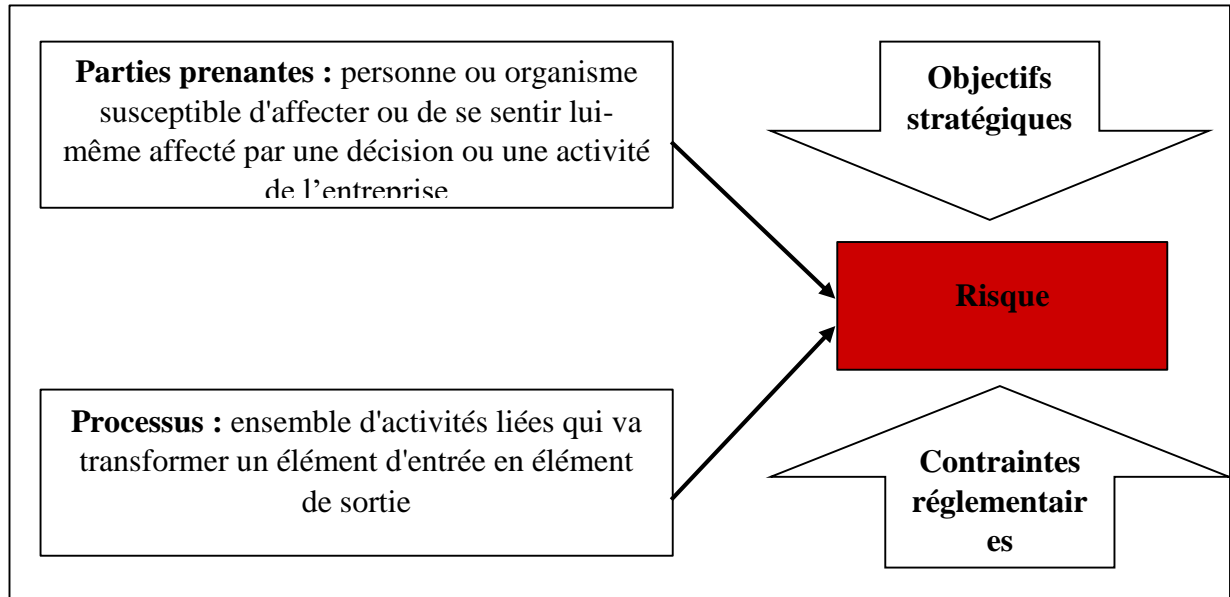 Parties prenantes : personne ou organisme
susceptible d'affecter ou de se sentir lui-
même affecté par une décision ou une activité
de l’entreprise
Objectifs
stratégiques
Risque
Processus : ensemble d'activités liées qui va
transformer un élément d'entrée en élément
de sortie
Contraintes
réglementair
es